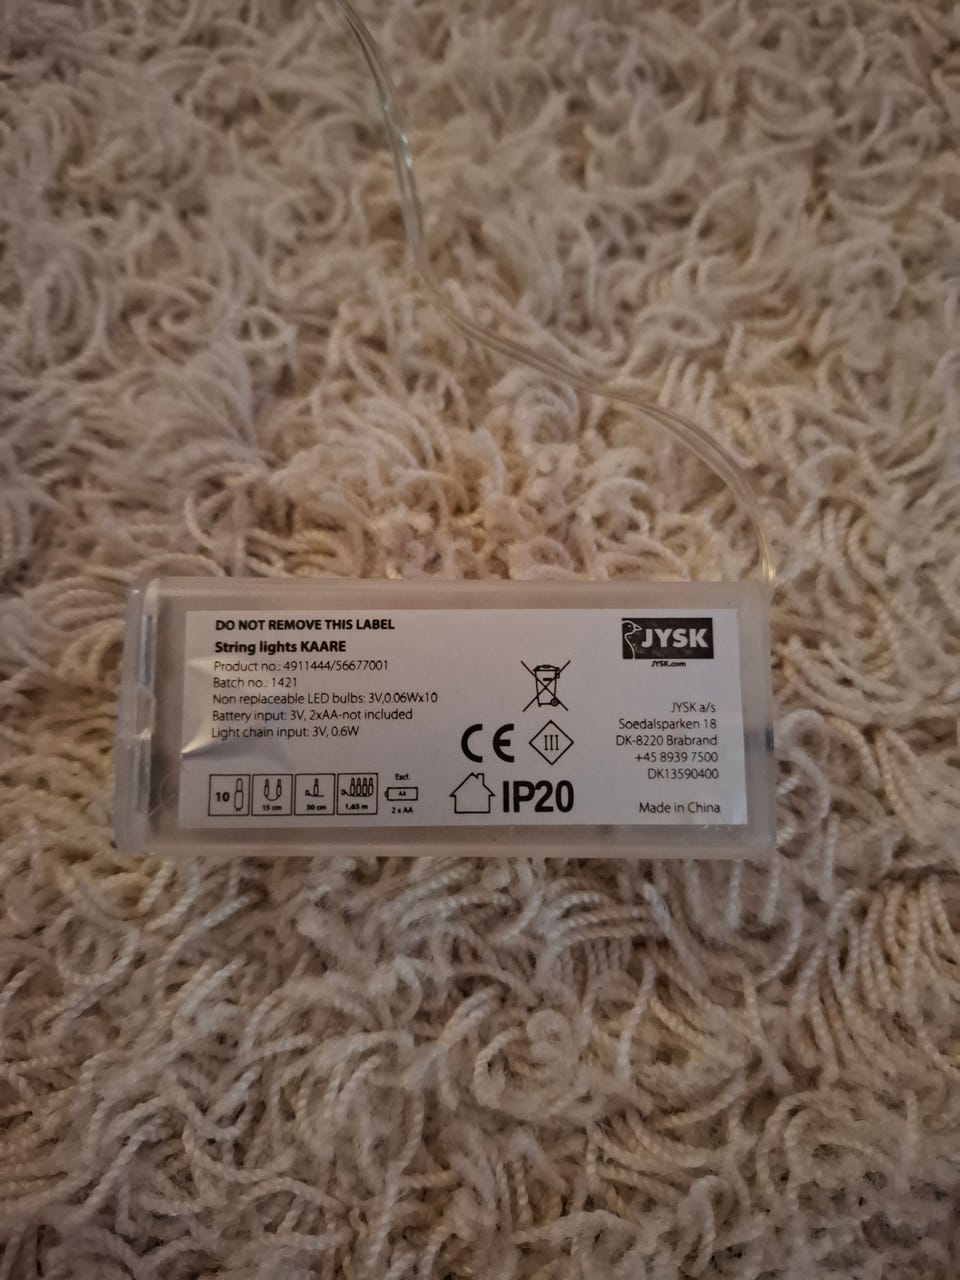 DO NOT REMOVE THIS LABEL
String lights KAARE
Product no.: 4911444/56677001
Batch no.: 1421
Non replaceable LED bulbs: 3V,0.06Wx10
Battery input: 3V, 2xAA-not included
Light chain input: 3V, 0.6W
10
15 cm
30 cm
1,65 m
Excl.
AA
2 x AA
CE
III
IP20
JYSK
JYSK.com
JYSK a/s
Soedalsparken 18
DK-8220 Brabrand
+45 8939 7500
DK13590400
Made in China